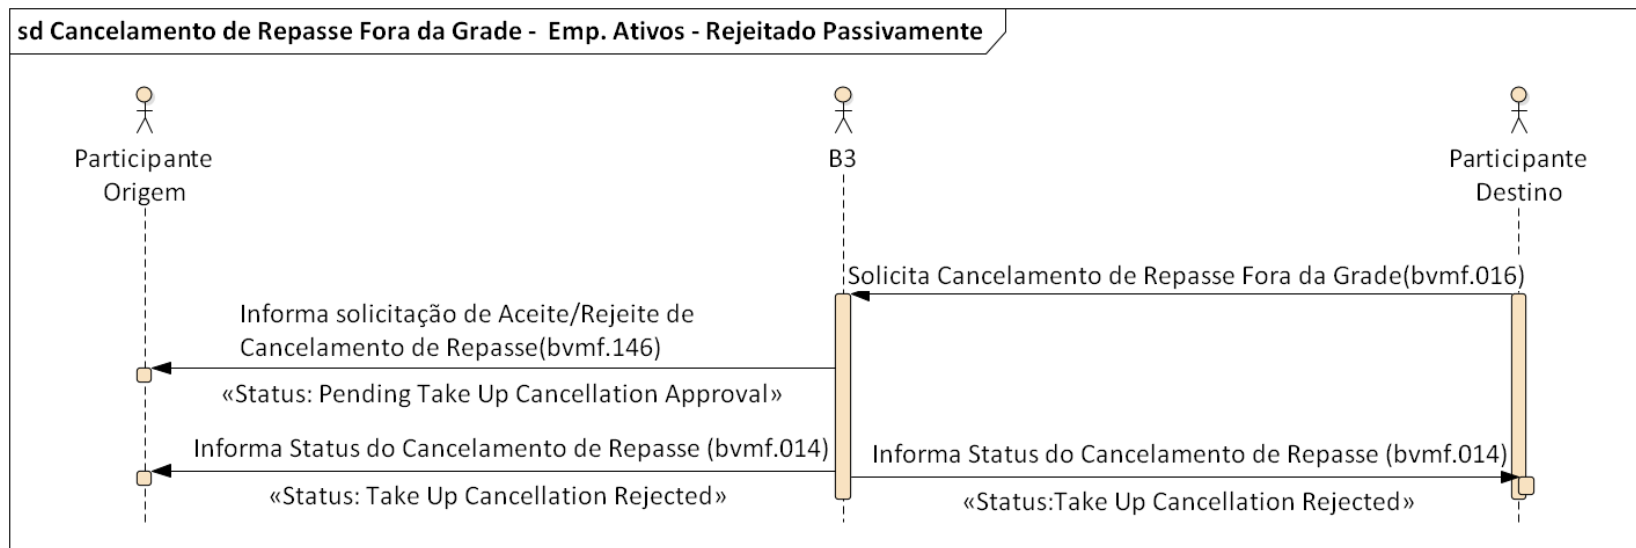 sd Cancelamento de Repasse Fora da Grade -  Emp. Ativos - Rejeitado Passivamente
Participante
Origem
B3
Participante
Destino
Solicita Cancelamento de Repasse Fora da Grade(bvmf.016)
Informa solicitação de Aceite/Rejeite de
Cancelamento de Repasse(bvmf.146)
«Status: Pending Take Up Cancellation Approval»
Informa Status do Cancelamento de Repasse (bvmf.014)
«Status: Take Up Cancellation Rejected»
Informa Status do Cancelamento de Repasse (bvmf.014)
«Status:Take Up Cancellation Rejected»